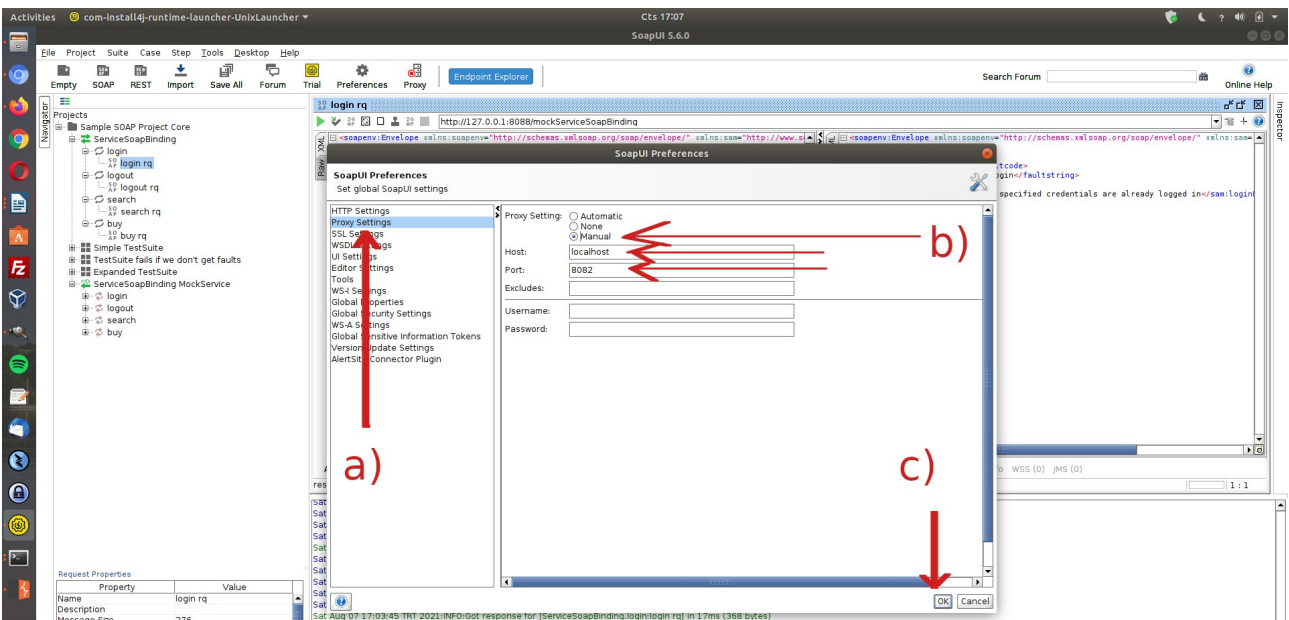 Activities com-install4j-runtime-launcher-UnixLauncher Cts 17:07
SoapUI 5.6.0
File Project Suite Case Step Tools Desktop Help
Empty SOAP REST Import Save All Forum Trial Preferences Proxy Endpoint Explorer Search Forum Online Help
Navigator
Projects
Sample SOAP Project Core
ServiceSoapBinding
login
login rq
logout
logout rq
search
search rq
buy
buy rq
Simple TestSuite
TestSuite fails if we don't get faults
Expanded TestSuite
ServiceSoapBinding MockService
login
logout
search
buy
Request Properties
Property Value
Name login rq
Description
Message Size 276
login rq
http://127.0.0.1:8088/mockServiceSoapBinding
Raw XML
<soapenv:Envelope xmlns:soapenv="http://schemas.xmlsoap.org/soap/envelope/" xmlns:sam="http://www.s
<soapenv:Envelope xmlns:soapenv="http://schemas.xmlsoap.org/soap/envelope/" xmlns:sam=
tcode>
ogin</faultstring>
specified credentials are already logged in</sam:login
Inspector
SoapUI Preferences
SoapUI Preferences
Set global SoapUI settings
HTTP Settings
Proxy Settings
SSL Settings
WSDL Settings
UI Settings
Editor Settings
Tools
WS-I Settings
Global Properties
Global Security Settings
WS-A Settings
Global Sensitive Information Tokens
Version Update Settings
AlertSite Connector Plugin
Proxy Setting: Automatic
None
Manual
Host: localhost
Port: 8082
Excludes:
Username:
Password:
a)
b)
c)
OK Cancel
WSS (0) JMS (0)
1 : 1
Sat Aug 07 17:03:45 TRT 2021:INFO:Got response for [ServiceSoapBinding.login:login rq] in 17ms (368 bytes)